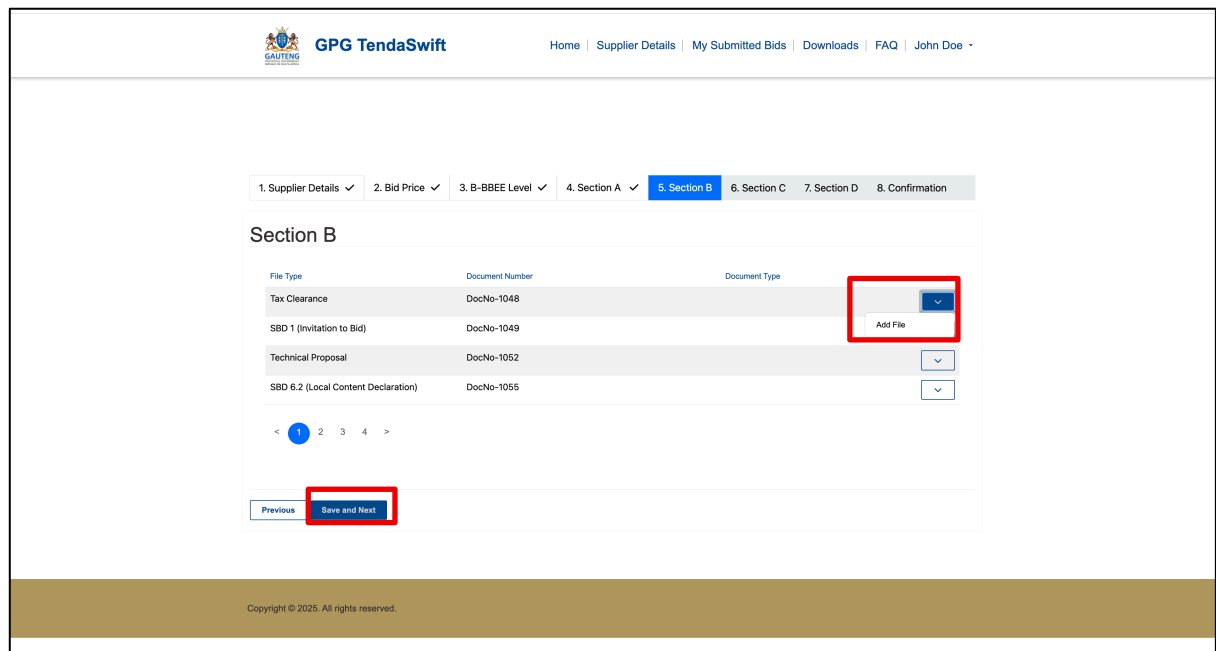 GAUTENG
GPG TendaSwift
Home | Supplier Details | My Submitted Bids | Downloads | FAQ | John Doe
1. Supplier Details ✓ 2. Bid Price ✓ 3. B-BBEE Level ✓ 4. Section A ✓ 5. Section B 6. Section C 7. Section D 8. Confirmation
Section B
File Type Document Number Document Type
Tax Clearance DocNo-1048
Add File
SBD 1 (Invitation to Bid) DocNo-1049
Technical Proposal DocNo-1052
SBD 6.2 (Local Content Declaration) DocNo-1055
< 1 2 3 4 >
Previous Save and Next
Copyright © 2025. All rights reserved.